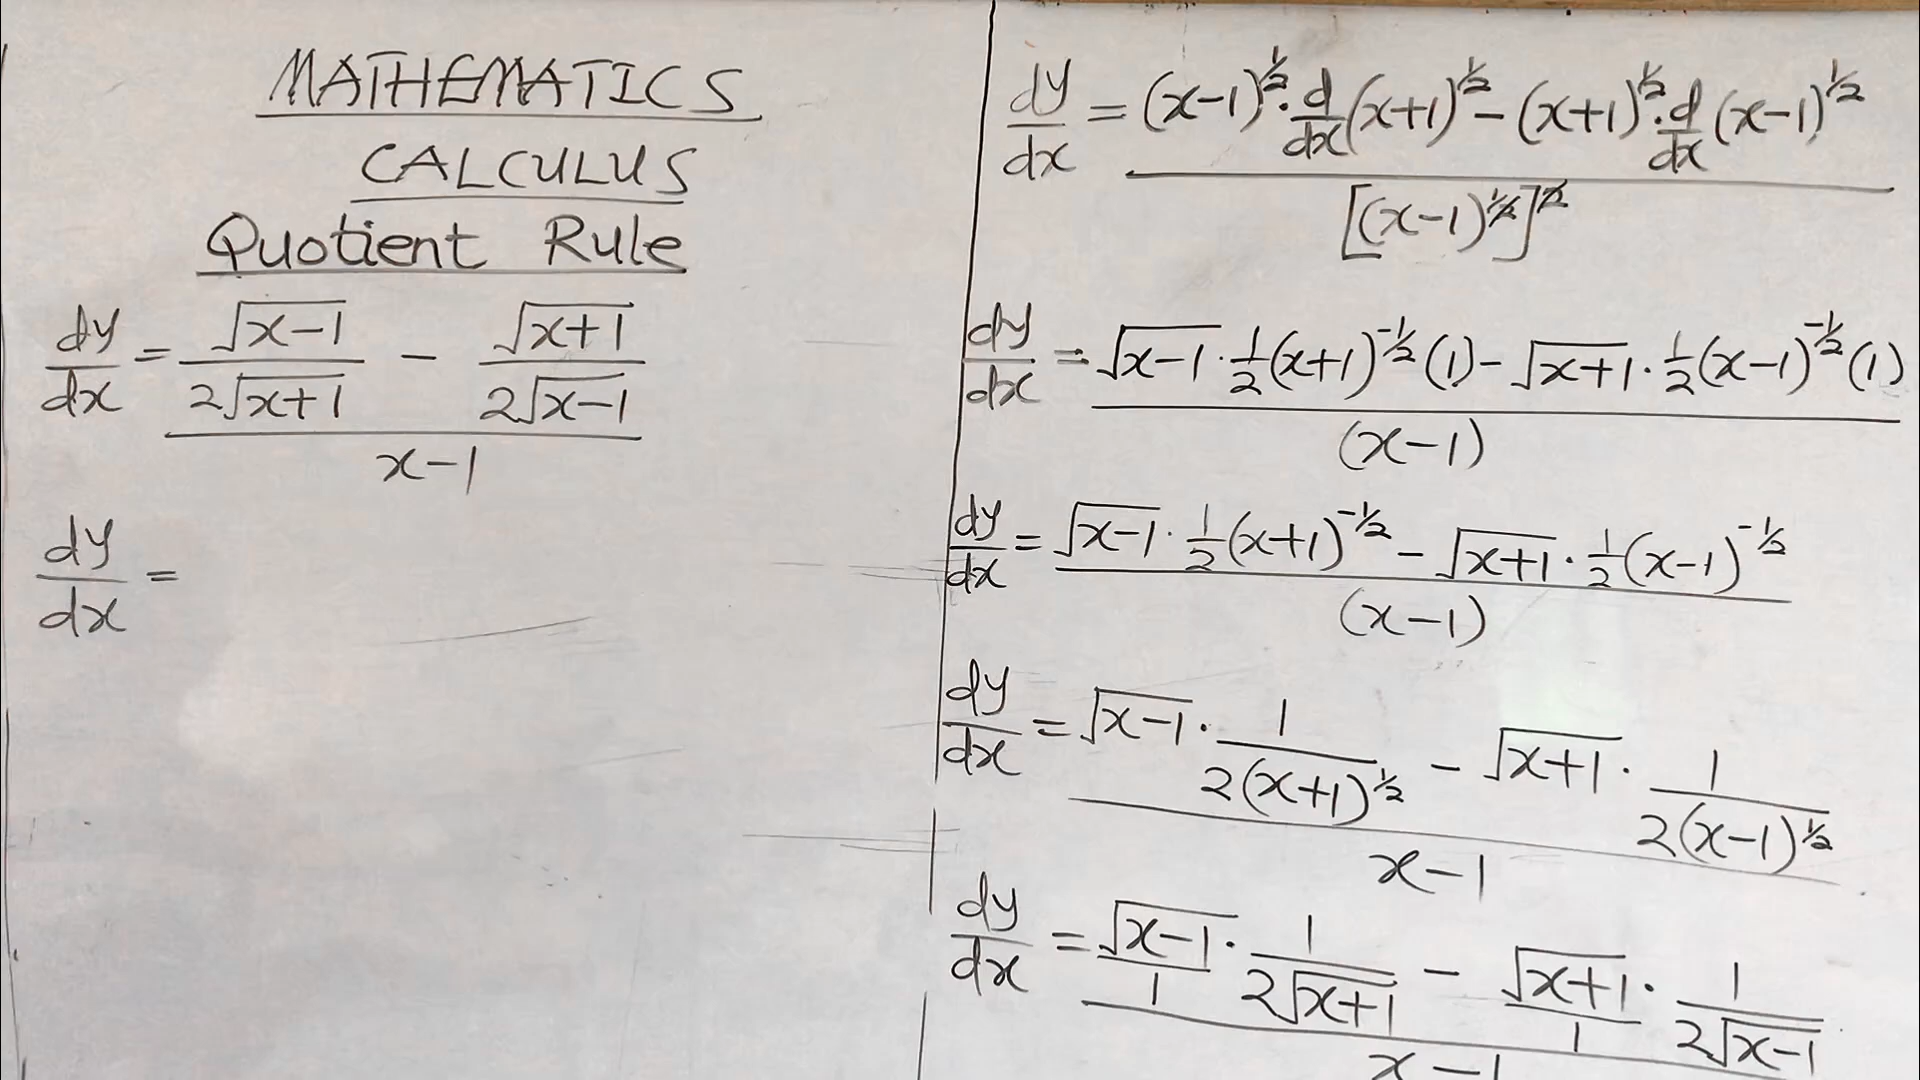 MATHEMATICS
CALCULUS
Quotient Rule
dy/dx = (√(x-1)/(2√(x+1)) - √(x+1)/(2√(x-1)))/(x-1)
dy/dx =
dy/dx = ((x-1)^½ · d/dx (x+1)^½ - (x+1)^½ · d/dx (x-1)^½)/[(x-1)^½]^2
dy/dx = (√(x-1) · 1/2 (x+1)^-½ (1) - √(x+1) · 1/2 (x-1)^-½ (1))/(x-1)
dy/dx = (√(x-1) · 1/2 (x+1)^-½ - √(x+1) · 1/2 (x-1)^-½)/(x-1)
dy/dx = (√(x-1) · 1/(2(x+1)^½) - √(x+1) · 1/(2(x-1)^½))/(x-1)
dy/dx = (√(x-1)/1 · 1/(2√(x+1)) - √(x+1)/1 · 1/(2√(x-1)))/(x-1)